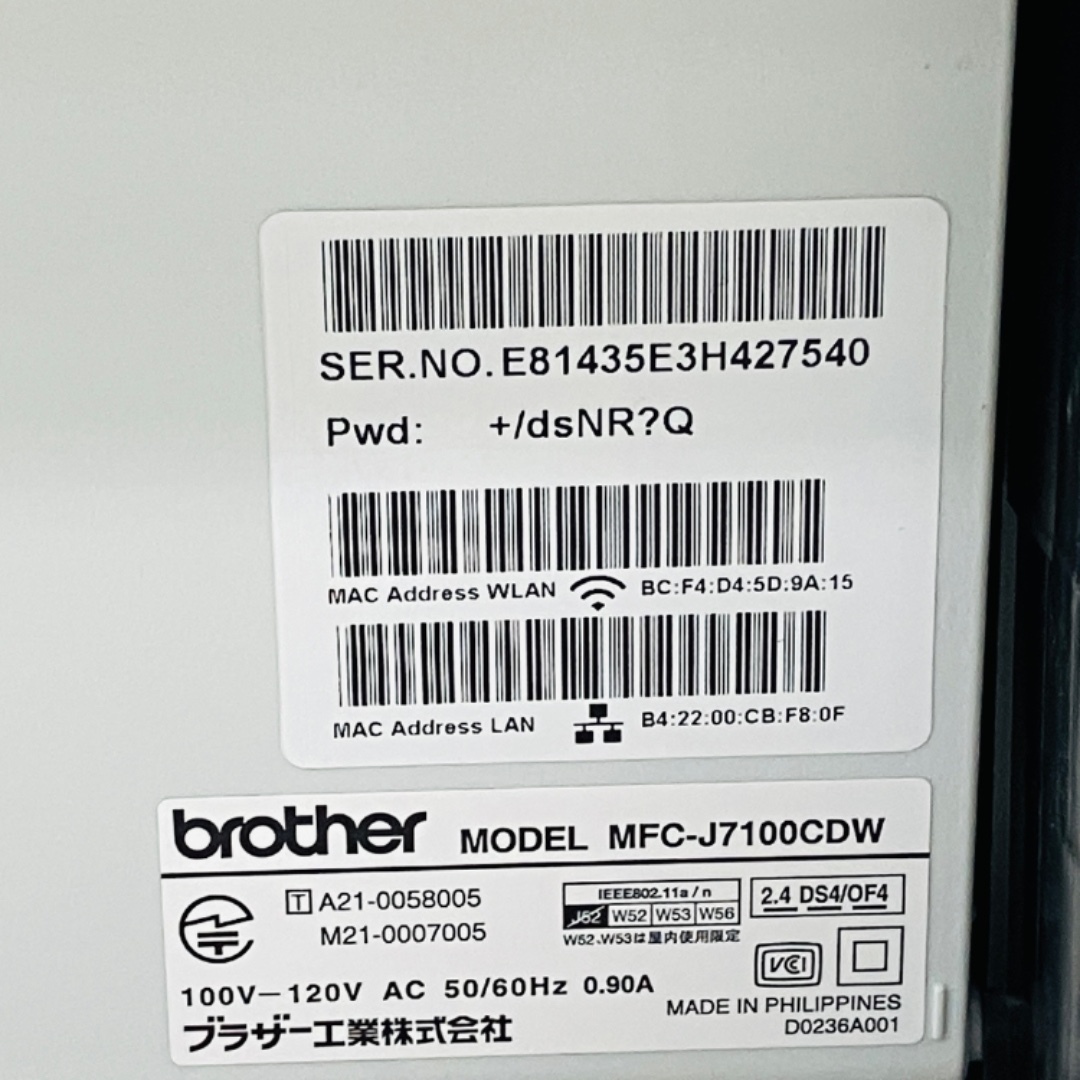 SER.NO.E81435E3H427540
Pwd: +/dsNR?Q
MAC Address WLAN BC:F4:D4:5D:9A:15
MAC Address LAN B4:22:00:CB:F8:0F
brother MODEL MFC-J7100CDW
T A21-0058005
M21-0007005
IEEE802.11a/n
J52 W52 W53 W56
W52、W53は屋内使用限定
2.4 DS4/OF4
VCCI
100V—120V AC 50/60Hz 0.90A
MADE IN PHILIPPINES
ブラザー工業株式会社
D0236A001